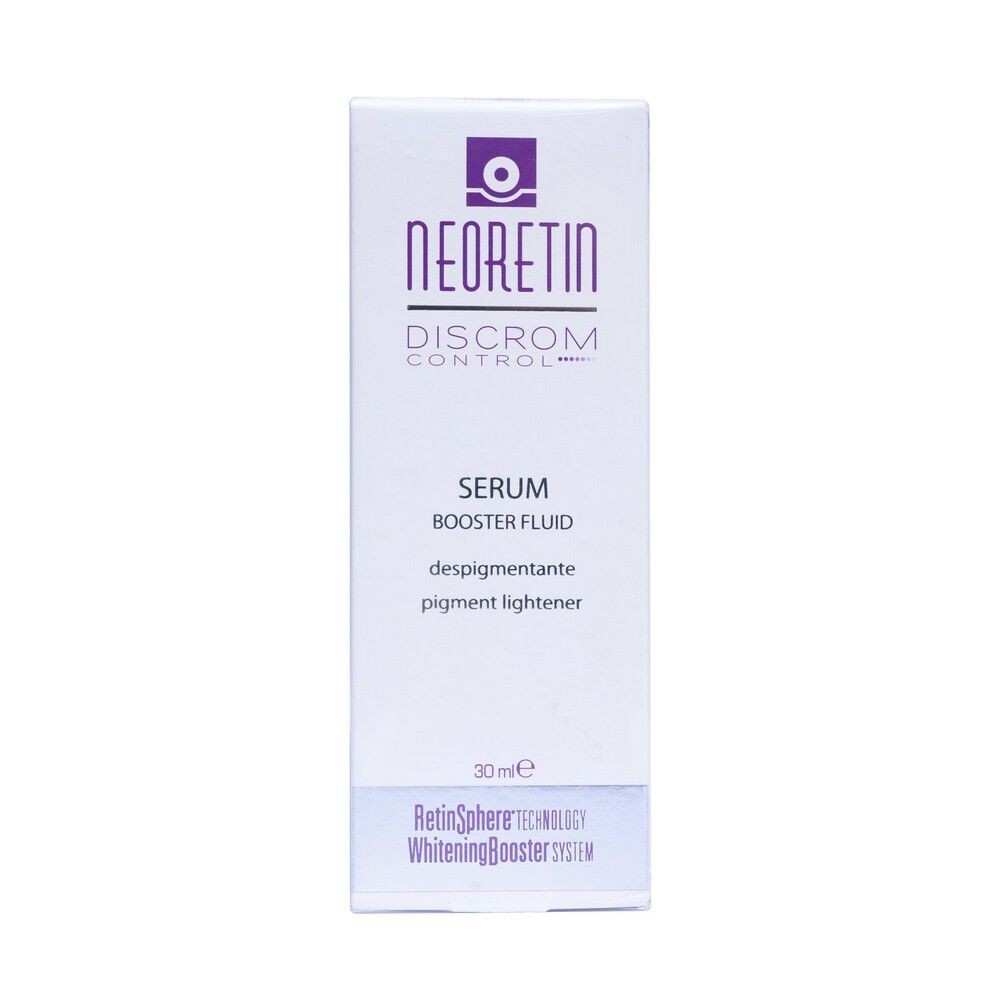 NEORETIN
DISCROM
CONTROL
SERUM
BOOSTER FLUID
despigmentante
pigment lightener
30 ml e
RetinSphere® TECHNOLOGY
WhiteningBooster SYSTEM